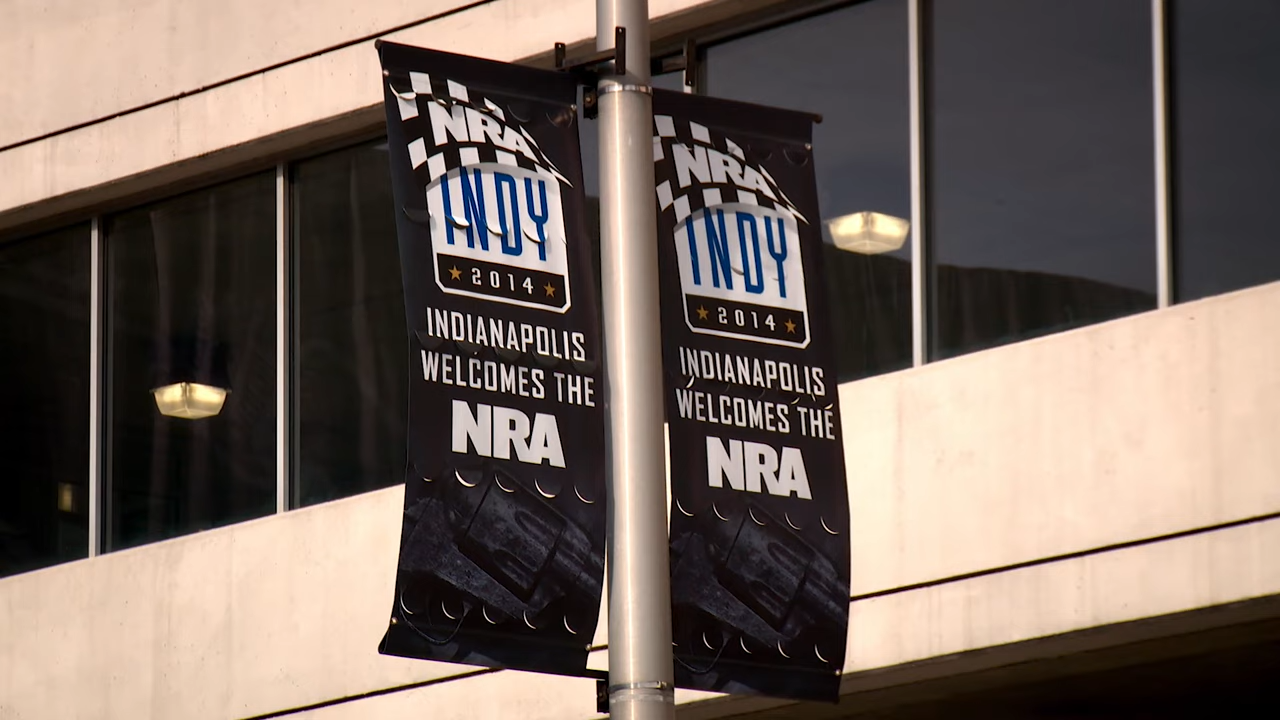 NRA
INDY
2014
INDIANAPOLIS
WELCOMES THE
NRA
NRA
INDY
2014
INDIANAPOLIS
WELCOMES THE
NRA